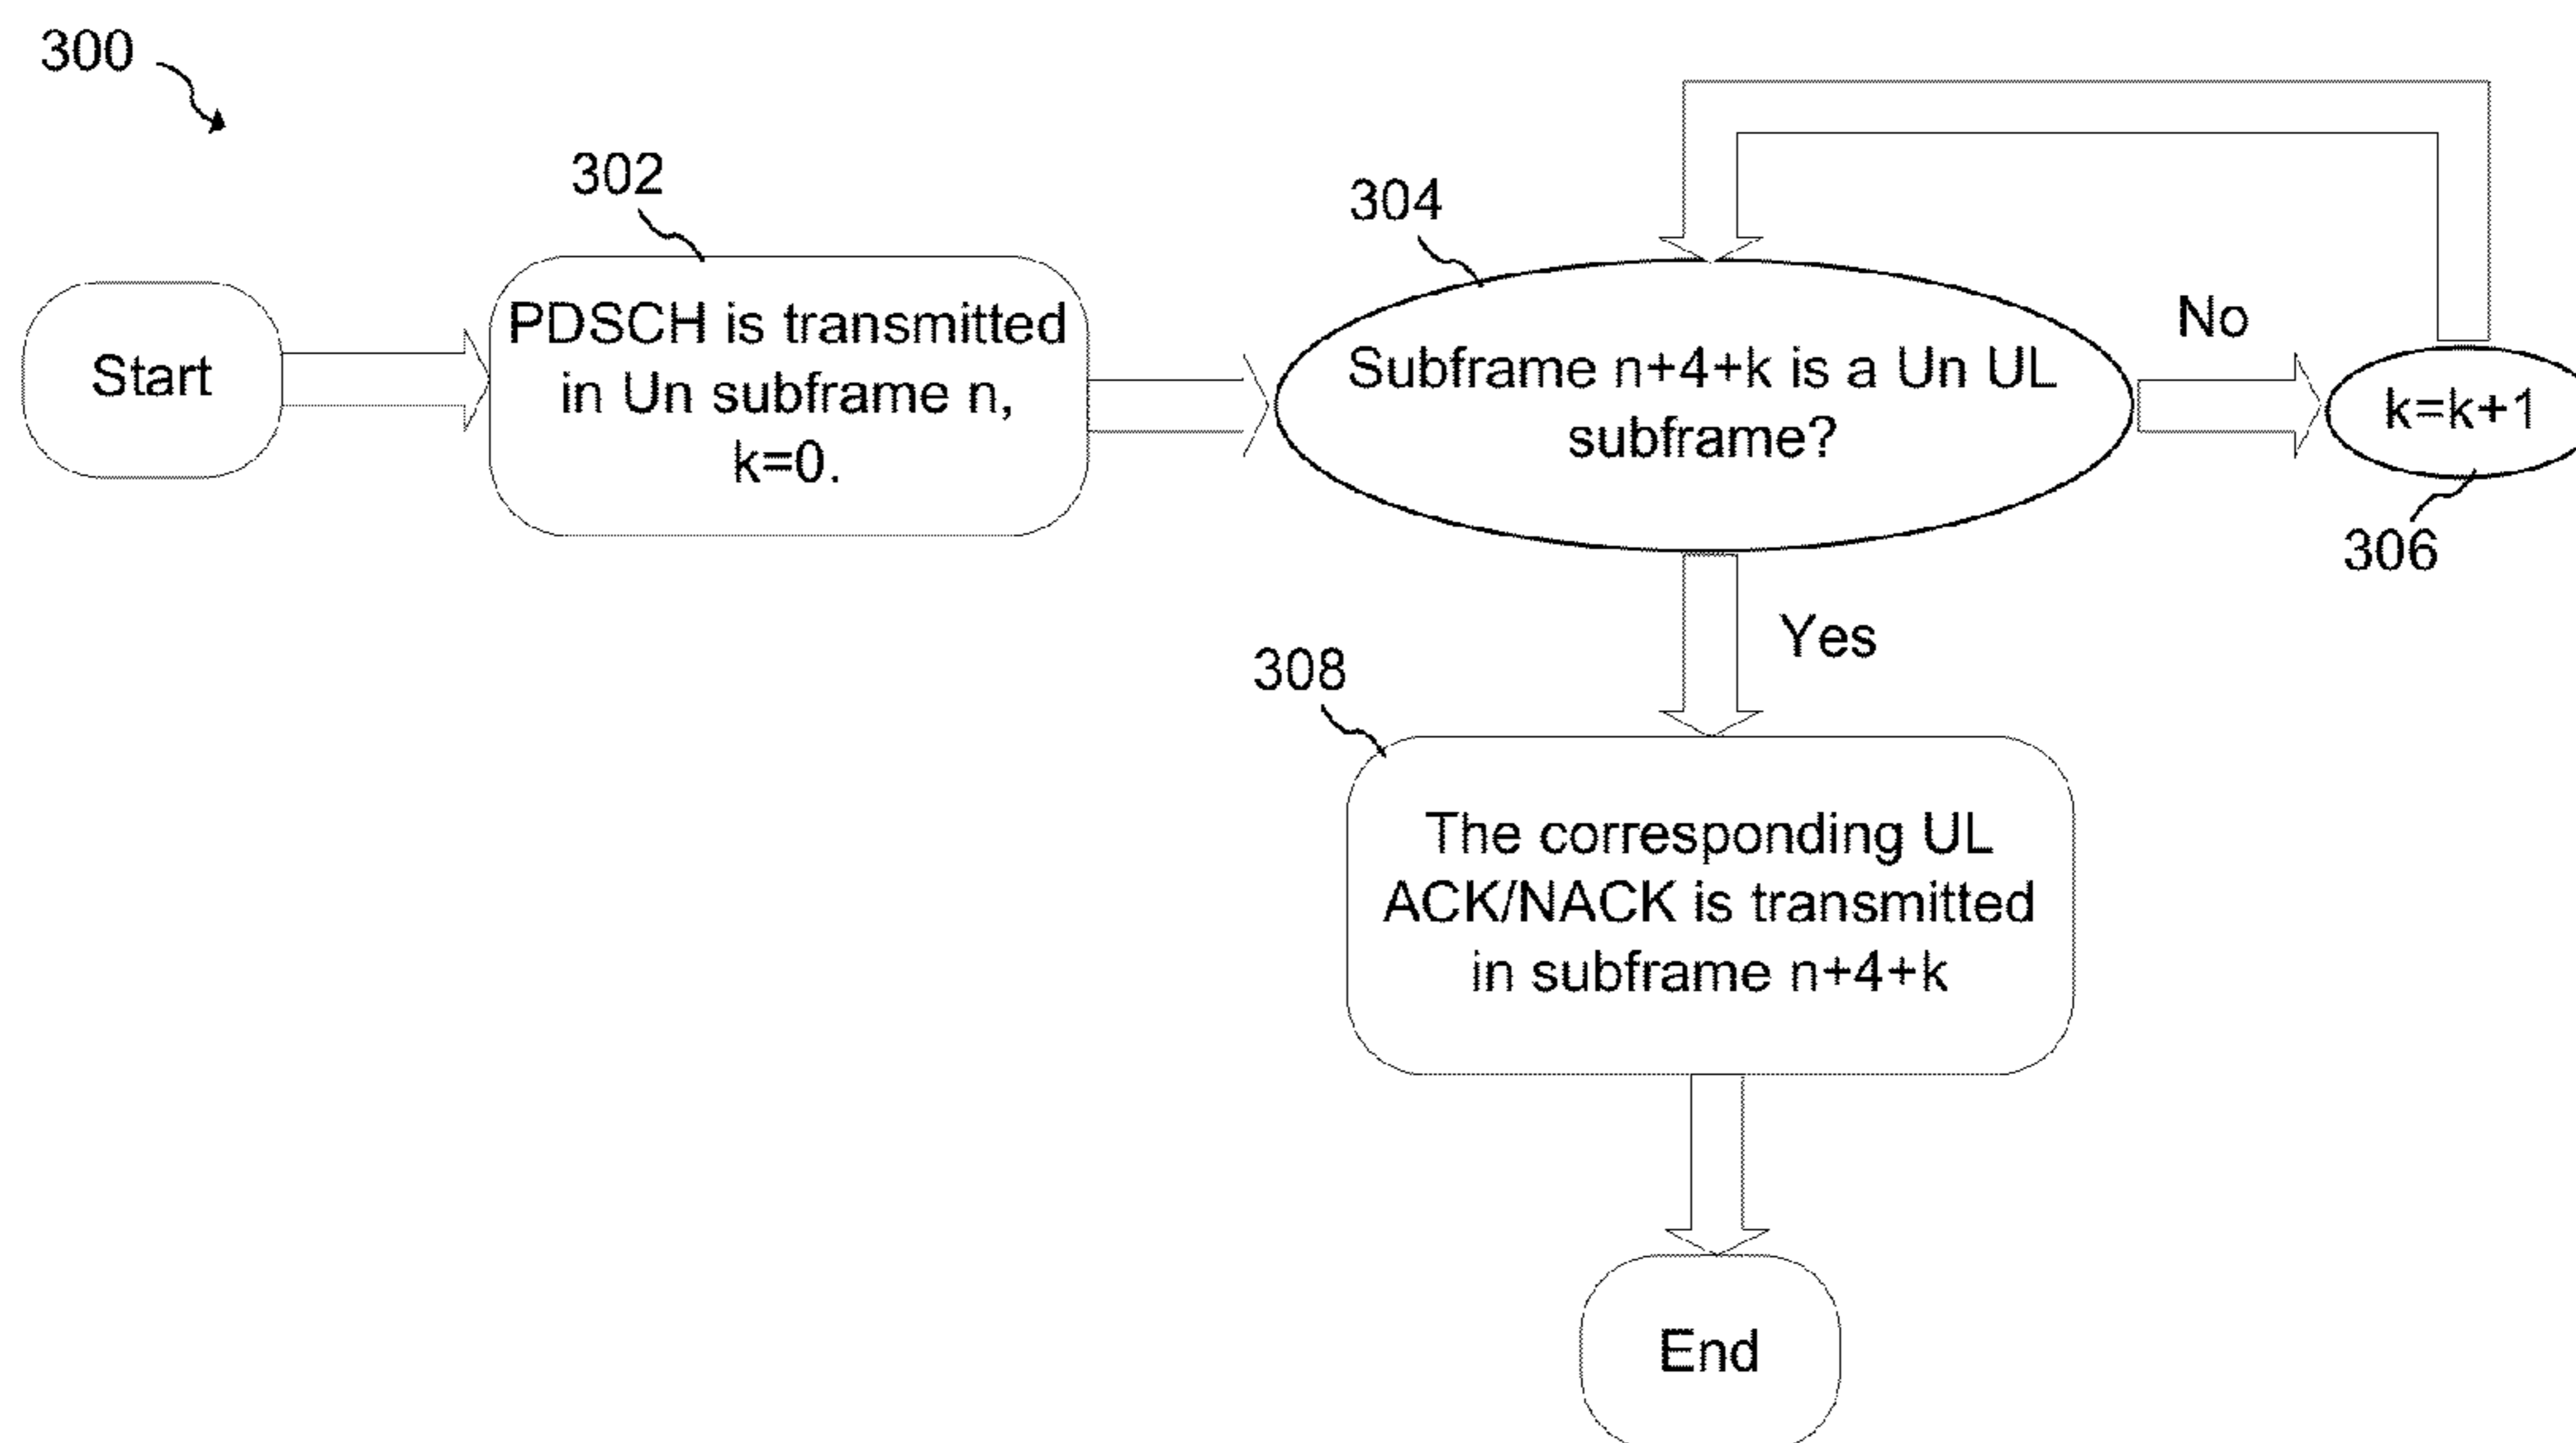 300
302
304
Start
PDSCH is transmitted
in Un subframe n,
k=0.
Subframe n+4+k is a Un UL
subframe?
No
k=k+1
306
Yes
308
The corresponding UL
ACK/NACK is transmitted
in subframe n+4+k
End